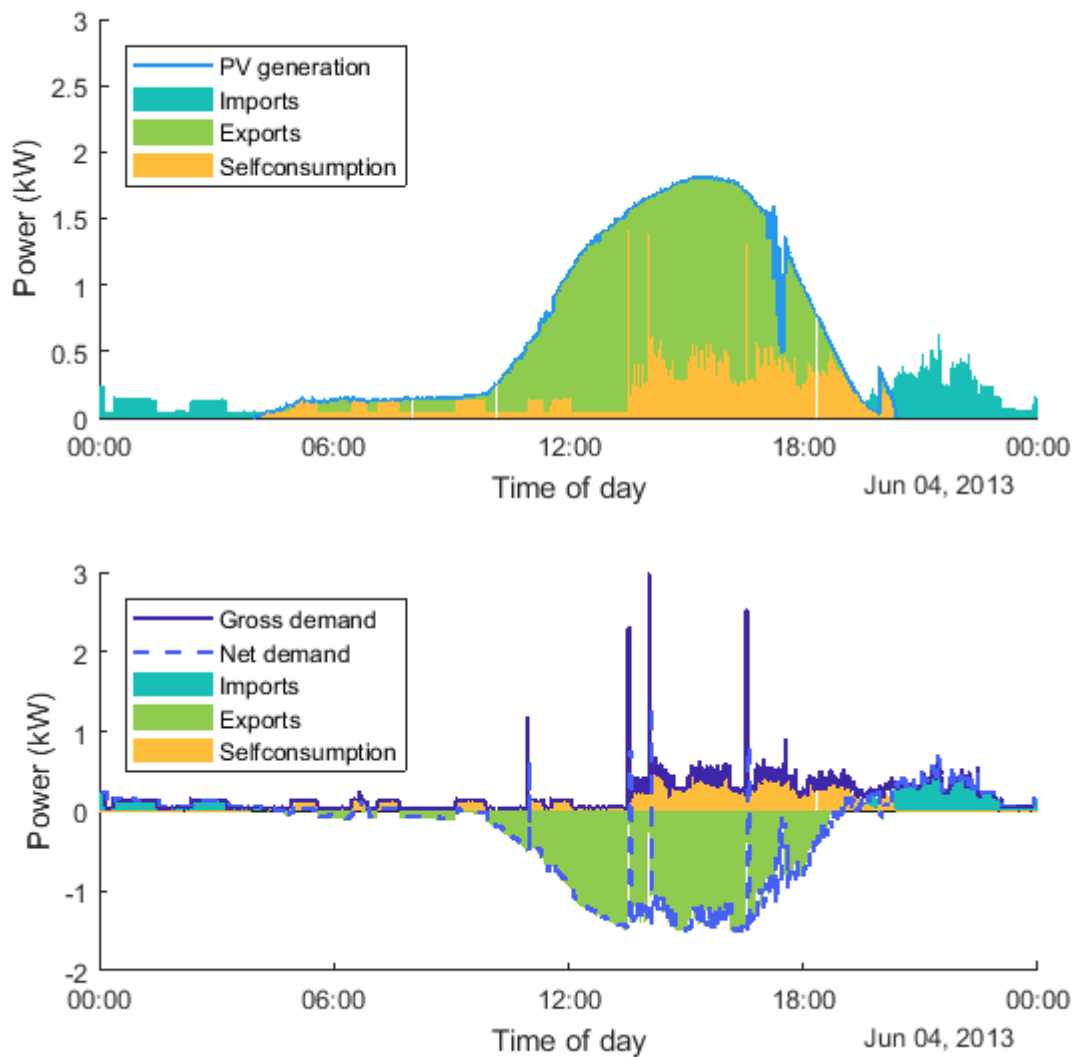 3
2.5
2
1.5
1
0.5
0
Power (kW)
PV generation
Imports
Exports
Selfconsumption
00:00 06:00 12:00 18:00 00:00
Time of day
Jun 04, 2013
3
2
1
0
-1
-2
Power (kW)
Gross demand
Net demand
Imports
Exports
Selfconsumption
00:00 06:00 12:00 18:00 00:00
Time of day
Jun 04, 2013